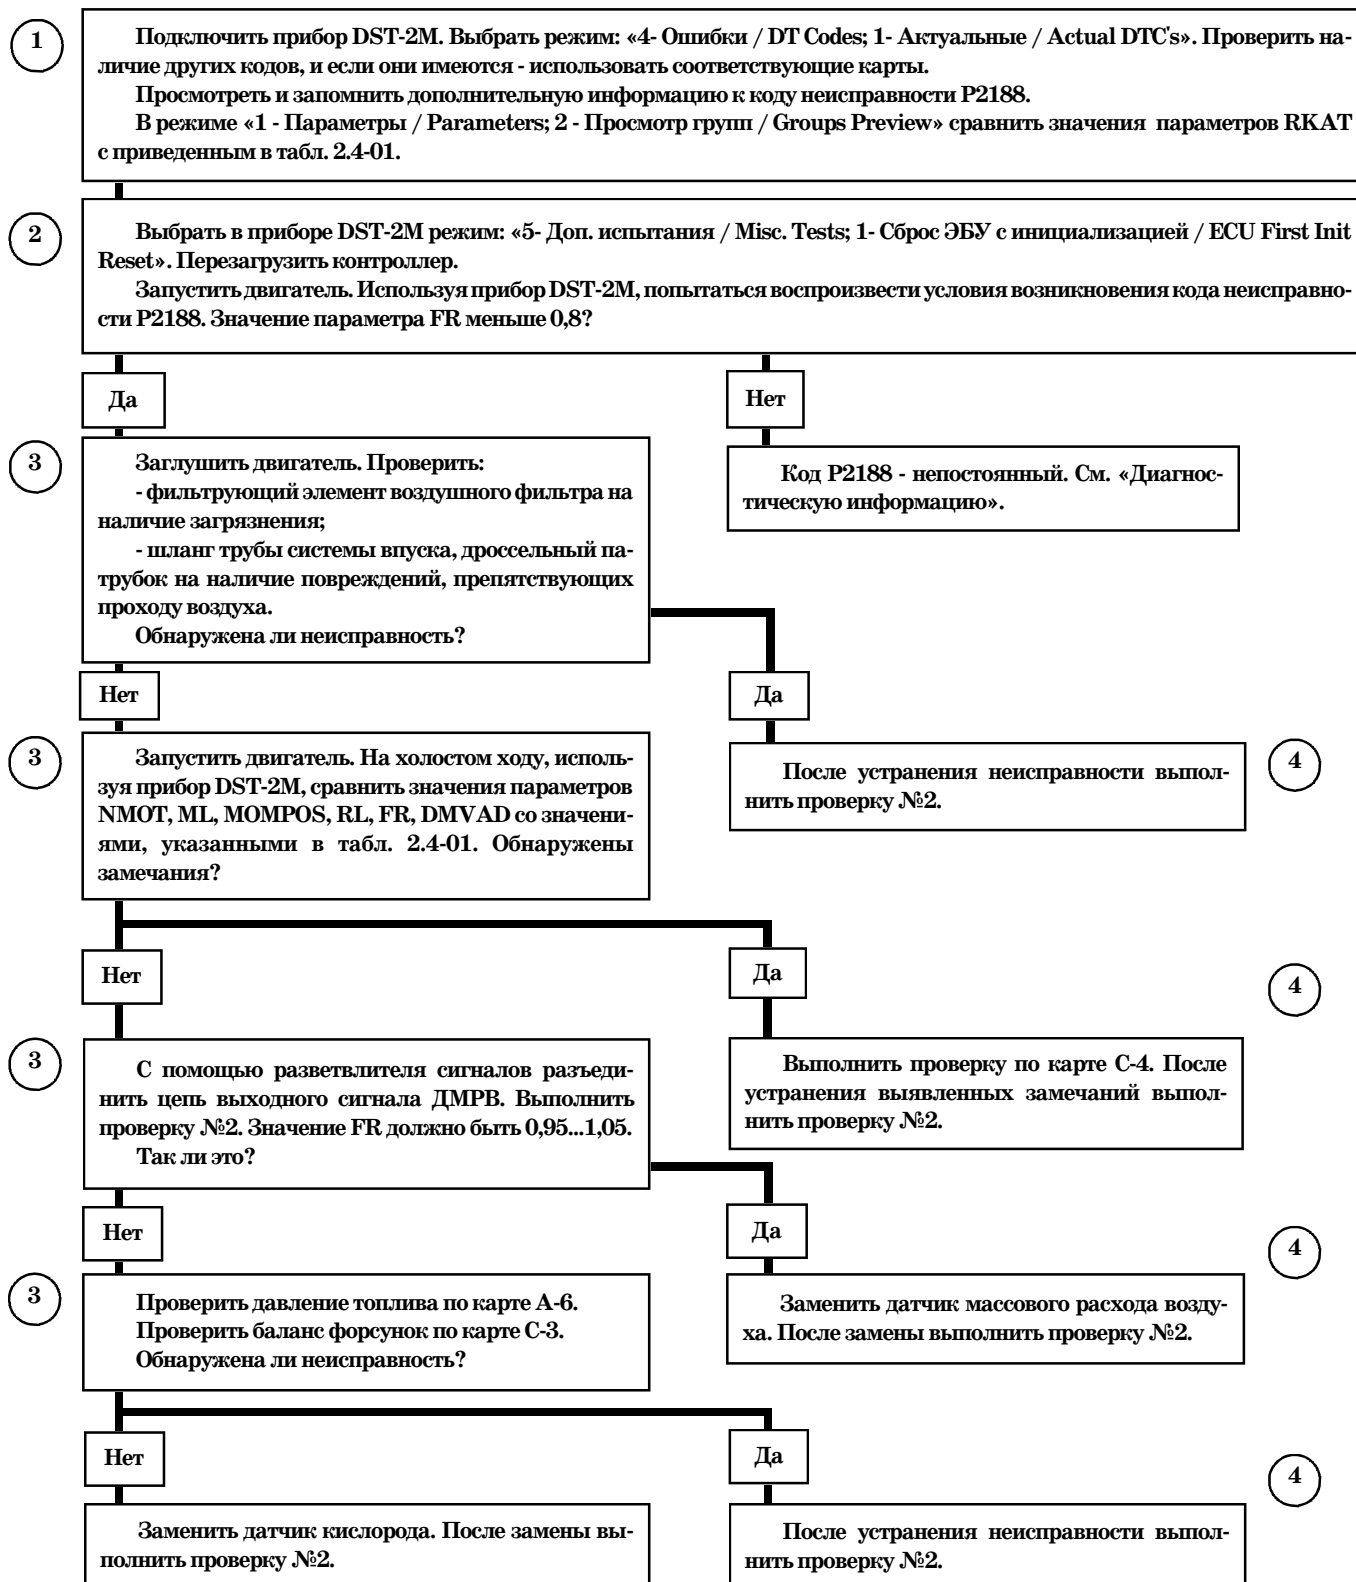 1
Подключить прибор DST-2М. Выбрать режим: «4- Ошибки / DT Codes; 1- Актуальные / Actual DTC's». Проверить на-
личие других кодов, и если они имеются - использовать соответствующие карты.
Просмотреть и запомнить дополнительную информацию к коду неисправности Р2188.
В режиме «1 - Параметры / Parameters; 2 - Просмотр групп / Groups Preview» сравнить значения параметров RKAT
с приведенным в табл. 2.4-01.
2
Выбрать в приборе DST-2М режим: «5- Доп. испытания / Misc. Tests; 1- Сброс ЭБУ с инициализацией / ECU First Init
Reset». Перезагрузить контроллер.
Запустить двигатель. Используя прибор DST-2М, попытаться воспроизвести условия возникновения кода неисправно-
сти Р2188. Значение параметра FR меньше 0,8?
Да
Нет
3
Заглушить двигатель. Проверить:
- фильтрующий элемент воздушного фильтра на
наличие загрязнения;
- шланг трубы системы впуска, дроссельный па-
трубок на наличие повреждений, препятствующих
проходу воздуха.
Обнаружена ли неисправность?
Код Р2188 - непостоянный. См. «Диагнос-
тическую информацию».
Нет
Да
3
Запустить двигатель. На холостом ходу, исполь-
зуя прибор DST-2М, сравнить значения параметров
NMOT, ML, MOMPOS, RL, FR, DMVAD со значени-
ями, указанными в табл. 2.4-01. Обнаружены
замечания?
После устранения неисправности выпол-
нить проверку №2.
4
Нет
Да
4
3
С помощью разветвлителя сигналов разъеди-
нить цепь выходного сигнала ДМРВ. Выполнить
проверку №2. Значение FR должно быть 0,95...1,05.
Так ли это?
Выполнить проверку по карте С-4. После
устранения выявленных замечаний выпол-
нить проверку №2.
Нет
Да
4
3
Проверить давление топлива по карте А-6.
Проверить баланс форсунок по карте С-3.
Обнаружена ли неисправность?
Заменить датчик массового расхода возду-
ха. После замены выполнить проверку №2.
Нет
Да
4
Заменить датчик кислорода. После замены вы-
полнить проверку №2.
После устранения неисправности выпол-
нить проверку №2.